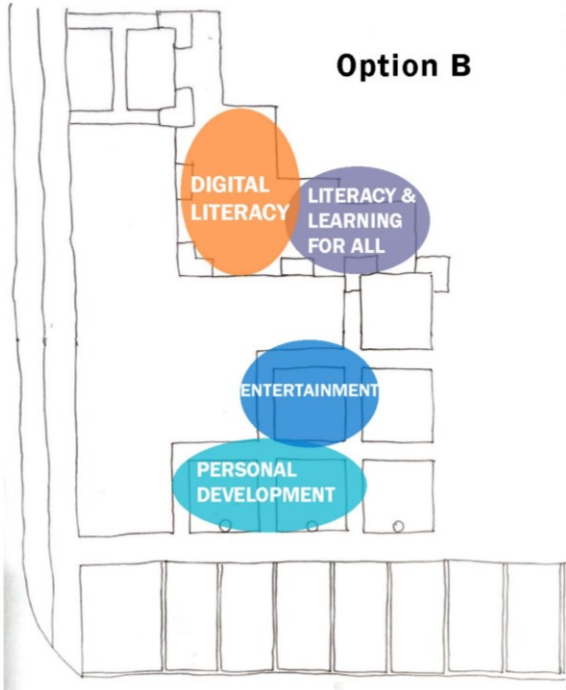 Option B
DIGITAL
LITERACY
LITERACY &
LEARNING
FOR ALL
ENTERTAINMENT
PERSONAL
DEVELOPMENT